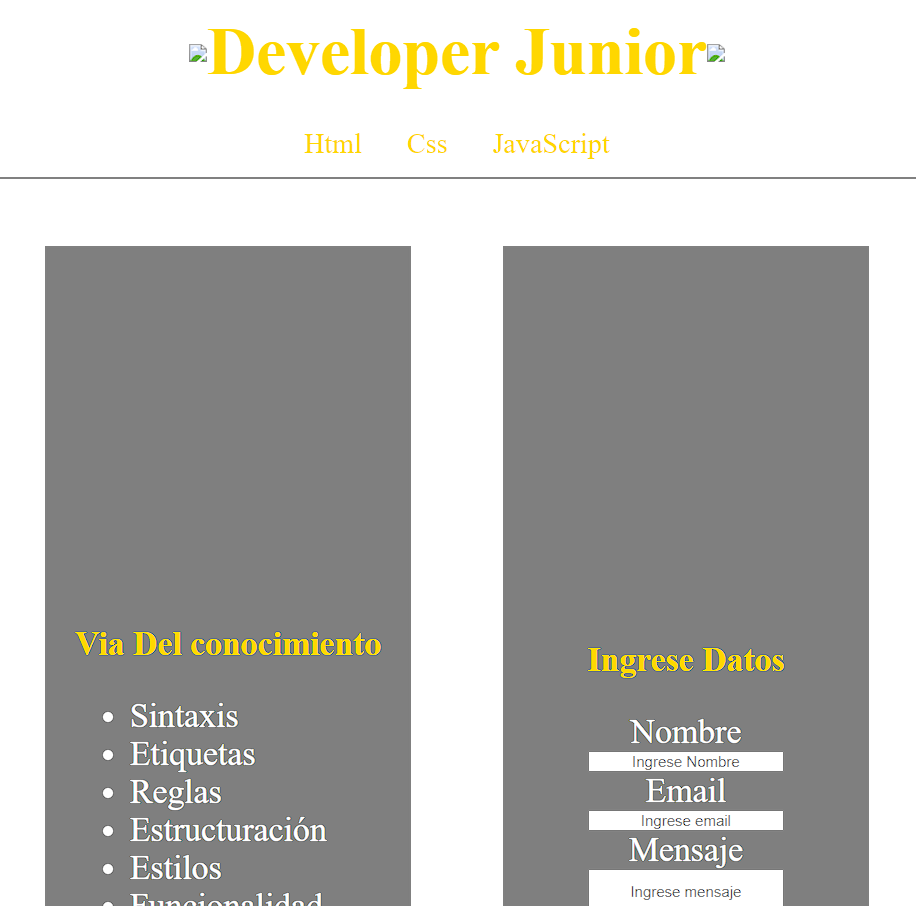 Developer Junior
Html Css JavaScript
Via Del conocimiento
Sintaxis
Etiquetas
Reglas
Estructuración
Estilos
Funcionalidad
Ingrese Datos
Nombre
Ingrese Nombre
Email
Ingrese email
Mensaje
Ingrese mensaje